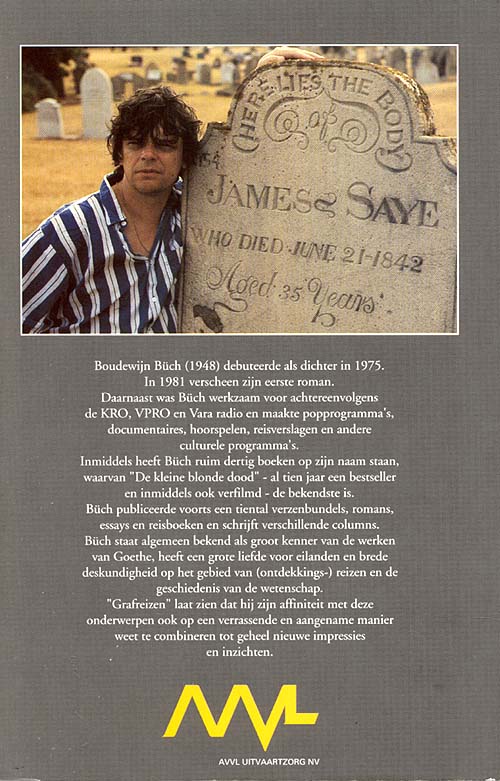 HERE LIES THE BODY
of
JAMES SAYE
WHO DIED JUNE 21-1842
Aged 35 Years
Boudewijn Büch (1948) debuteerde als dichter in 1975.
In 1981 verscheen zijn eerste roman.
Daarnaast was Büch werkzaam voor achtereenvolgens
de KRO, VPRO en Vara radio en maakte popprogramma's,
documentaires, hoorspelen, reisverslagen en andere
culturele programma's.
Inmiddels heeft Büch ruim dertig boeken op zijn naam staan,
waarvan "De kleine blonde dood" - al tien jaar een bestseller
en inmiddels ook verfilmd - de bekendste is.
Büch publiceerde voorts een tiental verzenbundels, romans,
essays en reisboeken en schrijft verschillende columns.
Büch staat algemeen bekend als groot kenner van de werken
van Goethe, heeft een grote liefde voor eilanden en brede
deskundigheid op het gebied van (ontdekkings-) reizen en de
geschiedenis van de wetenschap.
"Grafreizen" laat zien dat hij zijn affiniteit met deze
onderwerpen ook op een verrassende en aangename manier
weet te combineren tot geheel nieuwe impressies
en inzichten.
AVVL
AVVL UITVAARTZORG NV